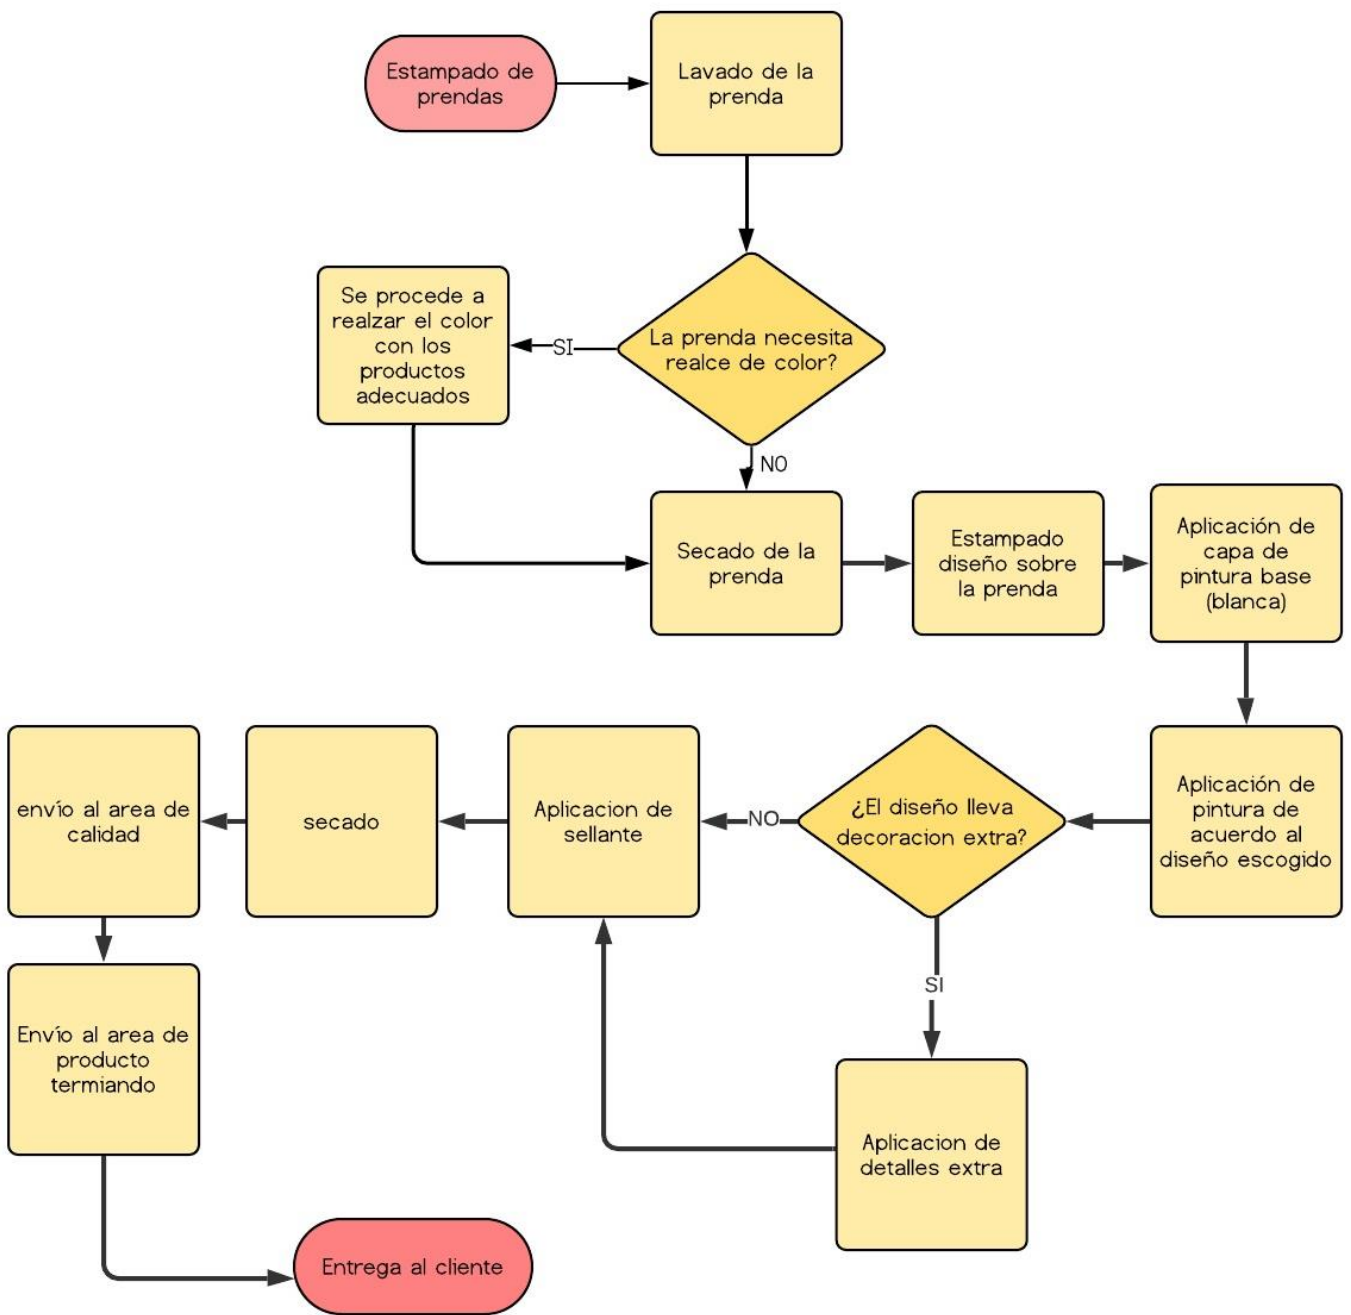 Estampado de
prendas
Lavado de la
prenda
La prenda necesita
realce de color?
SI
Se procede a
realzar el color
con los
productos
adecuados
NO
Secado de la
prenda
Estampado
diseño sobre
la prenda
Aplicación de
capa de
pintura base
(blanca)
Aplicación de
pintura de
acuerdo al
diseño escogido
¿El diseño lleva
decoracion extra?
NO
SI
Aplicacion de
detalles extra
Aplicacion de
sellante
secado
envío al area de
calidad
Envío al area de
producto
termiando
Entrega al cliente